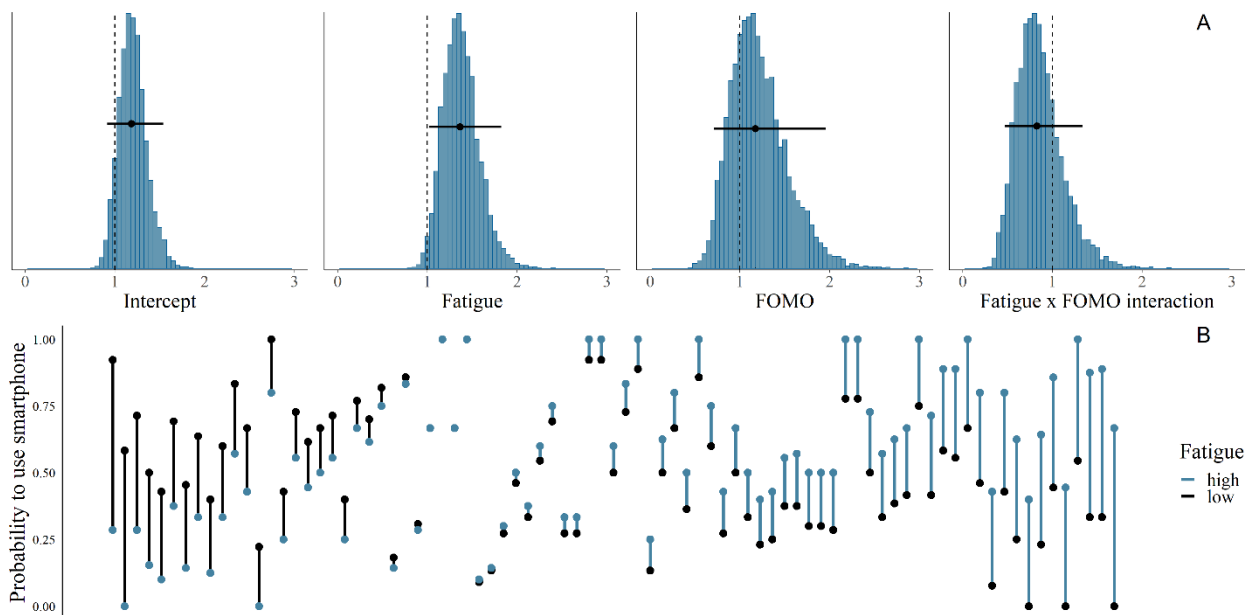 A
0 1 2 3 0 1 2 3 0 1 2 3 0 1 2 3
Intercept Fatigue FOMO Fatigue x FOMO interaction
B
Probability to use smartphone
1.00
0.75
0.50
0.25
0.00
Fatigue
high
low